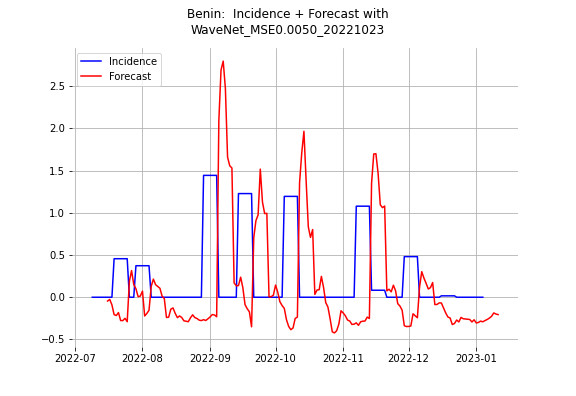 Benin:  Incidence + Forecast with
WaveNet_MSE0.0050_20221023
Incidence
Forecast
2.5
2.0
1.5
1.0
0.5
0.0
−0.5
2022-07 2022-08 2022-09 2022-10 2022-11 2022-12 2023-01